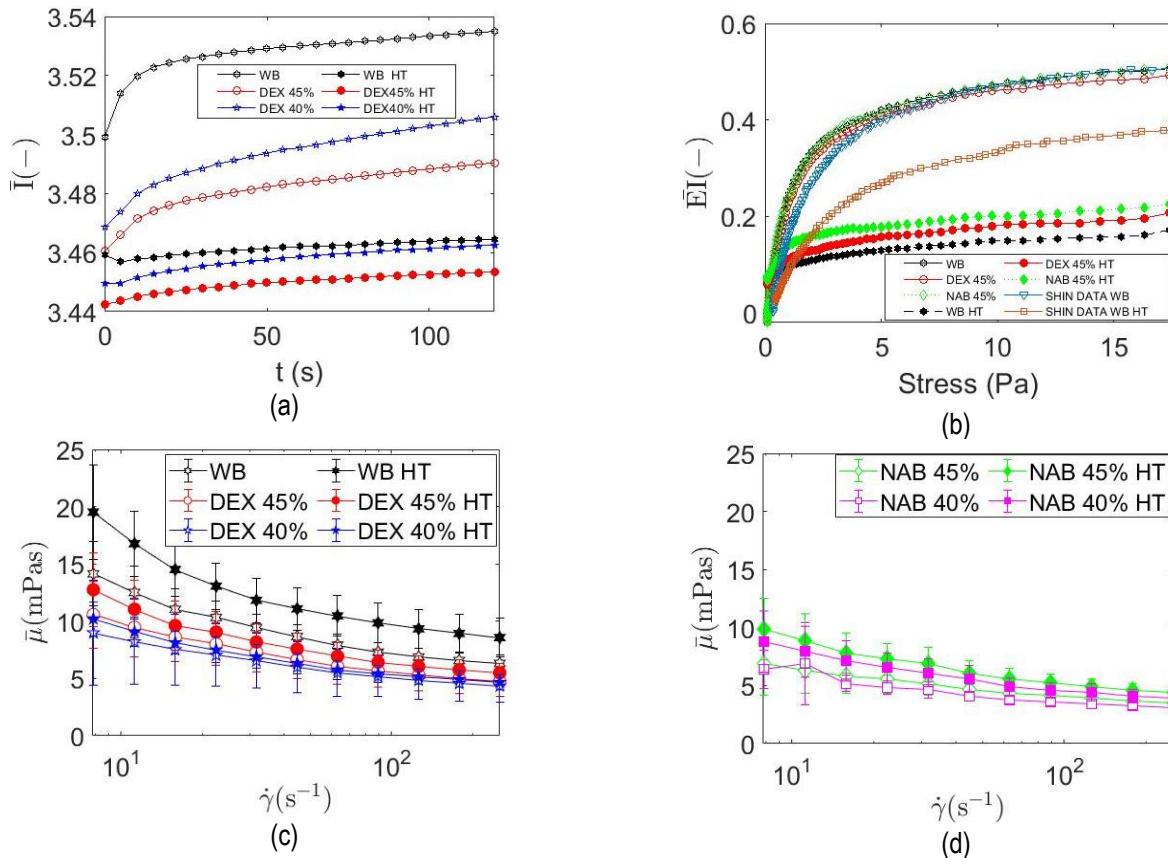 3.54
3.52
3.5
3.48
3.46
3.44
Ī(−)
WB WB HT
DEX 45% DEX45% HT
DEX 40% DEX40% HT
0 50 100
t (s)
(a)
0.6
0.4
0.2
0
ĒI(−)
WB DEX 45% HT
DEX 45% NAB 45% HT
NAB 45% SHIN DATA WB
WB HT SHIN DATA WB HT
0 5 10 15
Stress (Pa)
(b)
25
20
15
10
5
0
μ̄(mPas)
WB WB HT
DEX 45% DEX 45% HT
DEX 40% DEX 40% HT
10¹ 10²
γ̇(s⁻¹)
(c)
25
20
15
10
5
0
μ̄(mPas)
NAB 45% NAB 45% HT
NAB 40% NAB 40% HT
10¹ 10²
γ̇(s⁻¹)
(d)